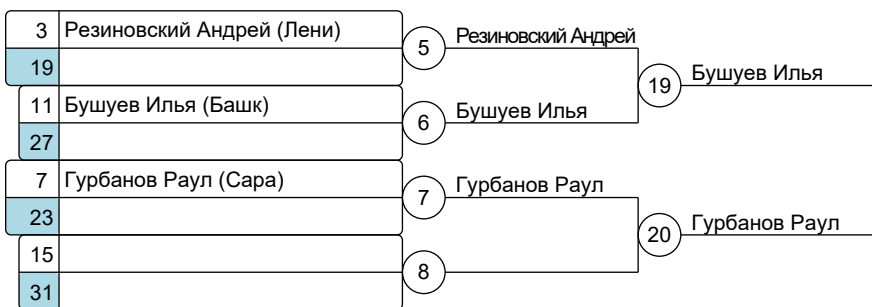 3 Резиновский Андрей (Лени)
19
11 Бушуев Илья (Башк)
27
7 Гурбанов Раул (Сара)
23
15
31
5 Резиновский Андрей
6 Бушуев Илья
7 Гурбанов Раул
8
19 Бушуев Илья
20 Гурбанов Раул